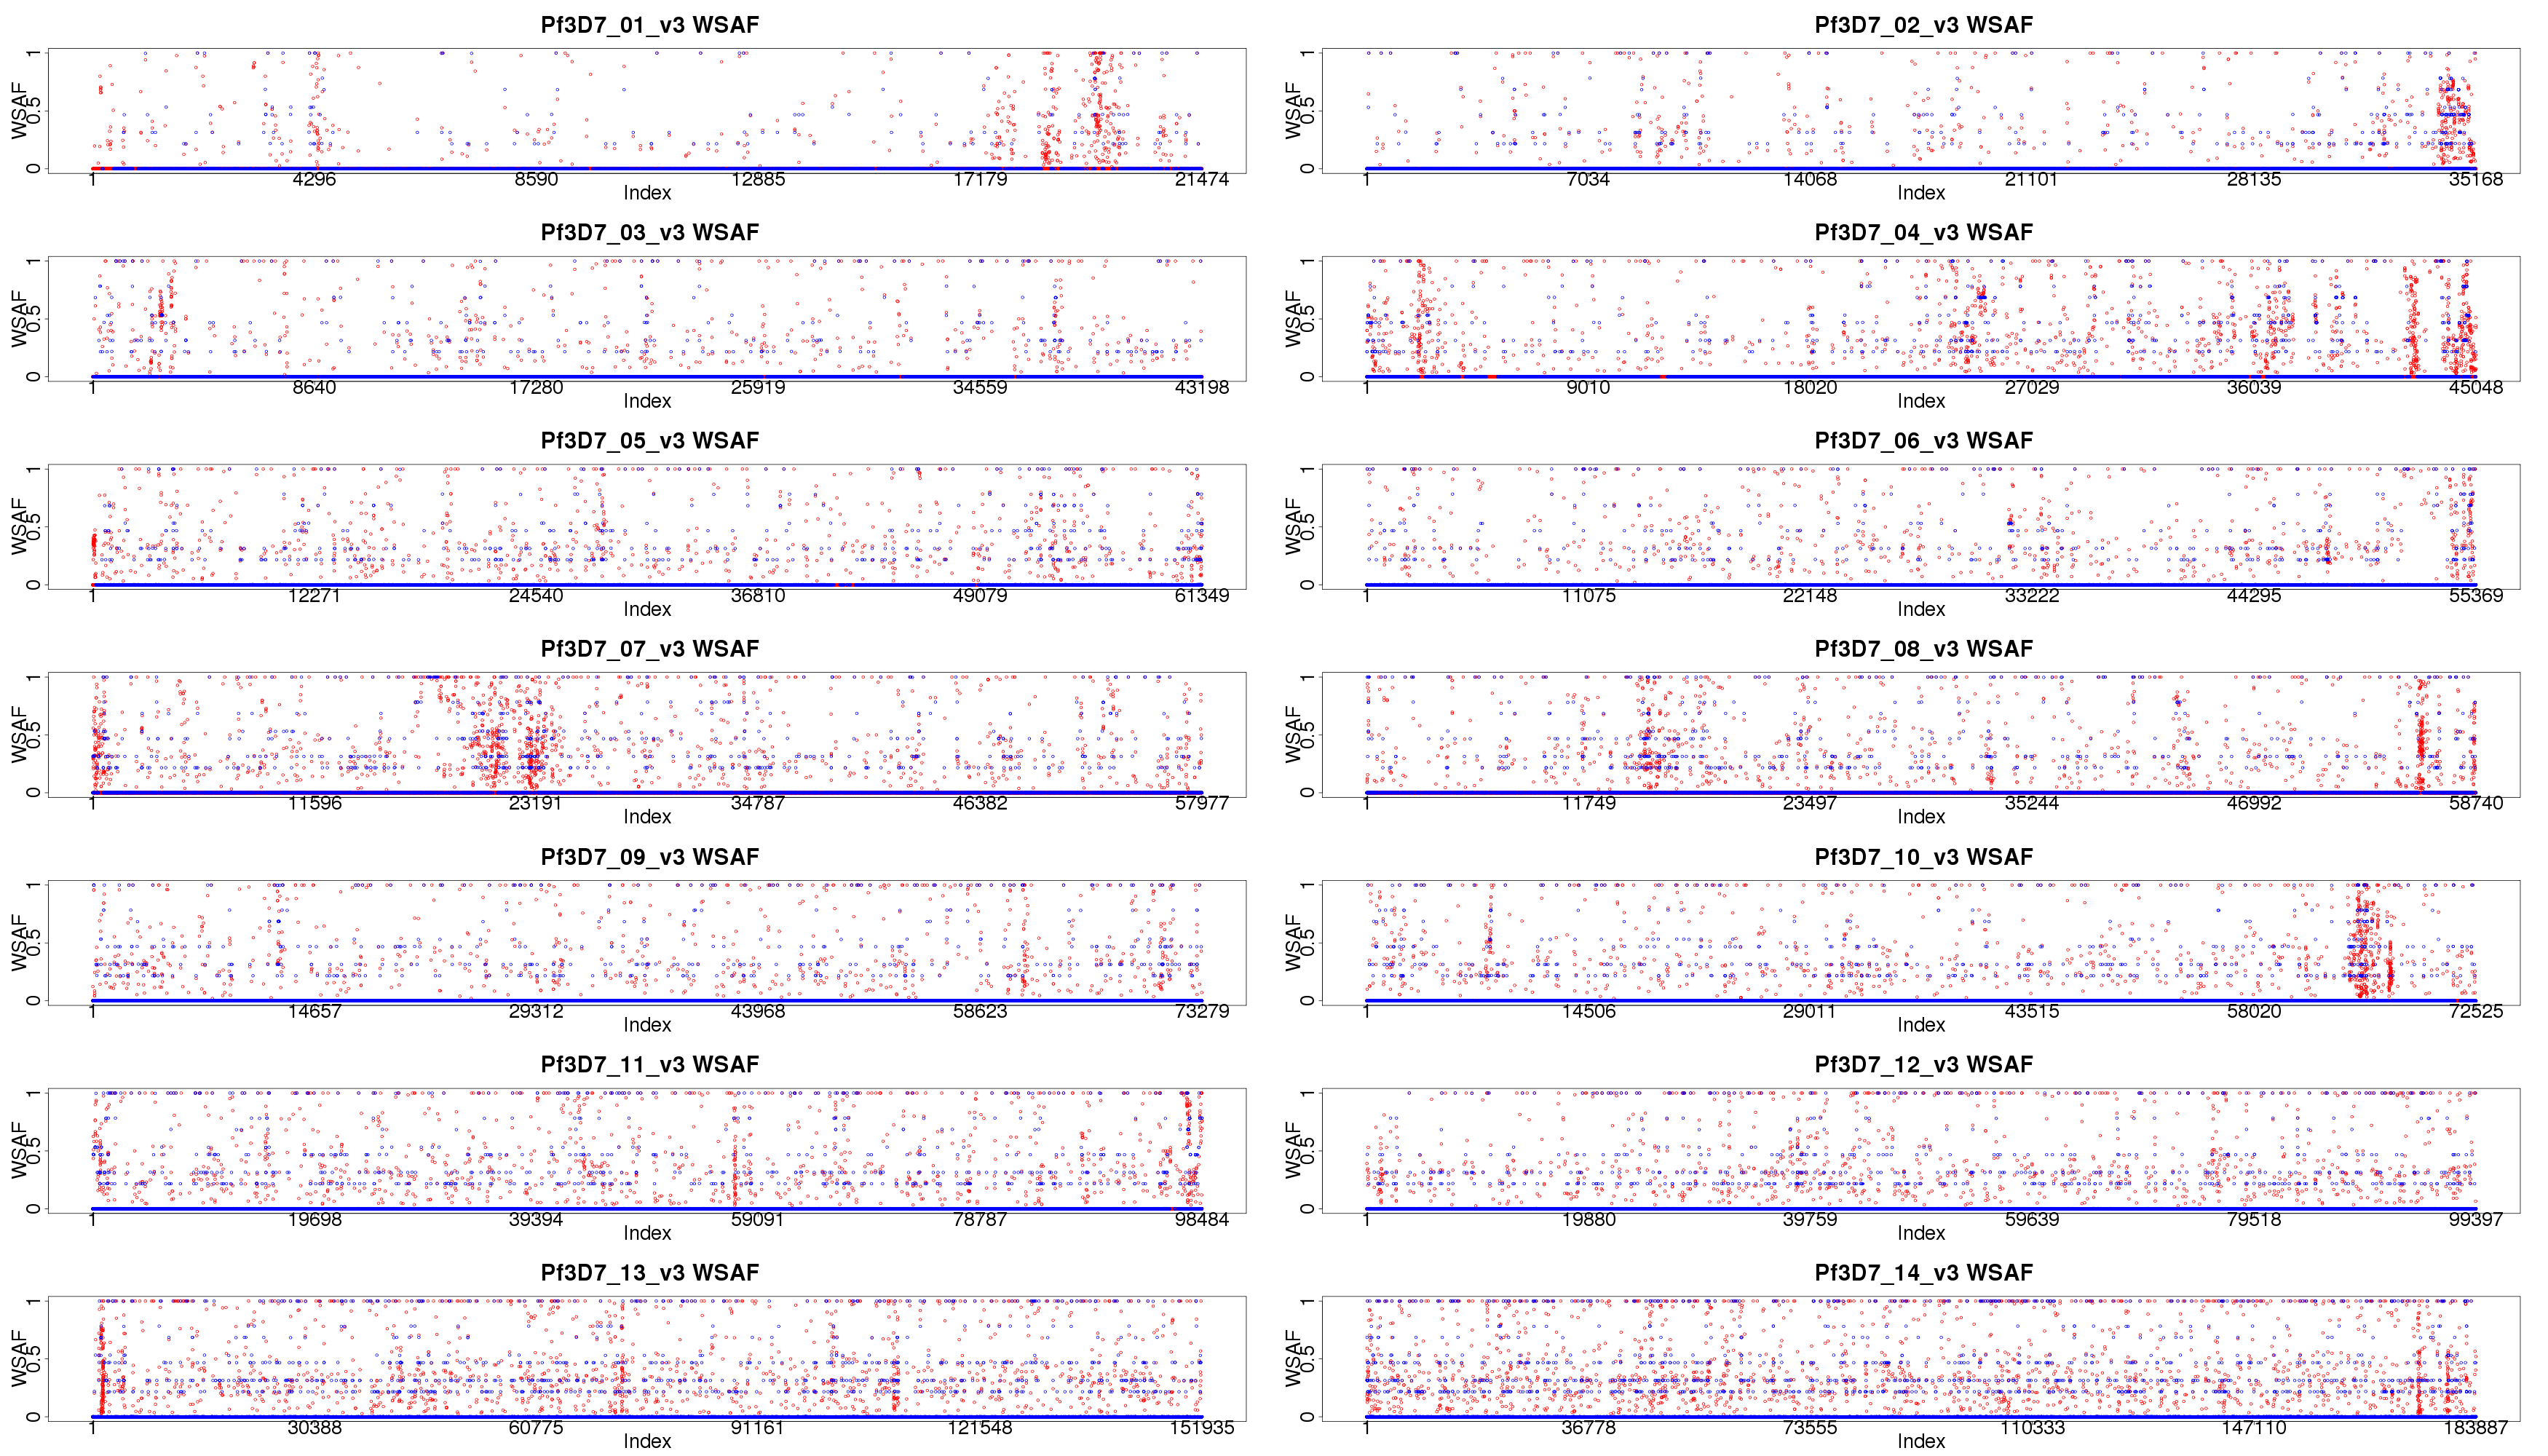 Pf3D7_01_v3 WSAF
WSAF
0 0.5 1
1 4296 8590 12885 17179 21474
Index
Pf3D7_02_v3 WSAF
WSAF
0 0.5 1
1 7034 14068 21101 28135 35168
Index
Pf3D7_03_v3 WSAF
WSAF
0 0.5 1
1 8640 17280 25919 34559 43198
Index
Pf3D7_04_v3 WSAF
WSAF
0 0.5 1
1 9010 18020 27029 36039 45048
Index
Pf3D7_05_v3 WSAF
WSAF
0 0.5 1
1 12271 24540 36810 49079 61349
Index
Pf3D7_06_v3 WSAF
WSAF
0 0.5 1
1 11075 22148 33222 44295 55369
Index
Pf3D7_07_v3 WSAF
WSAF
0 0.5 1
1 11596 23191 34787 46382 57977
Index
Pf3D7_08_v3 WSAF
WSAF
0 0.5 1
1 11749 23497 35244 46992 58740
Index
Pf3D7_09_v3 WSAF
WSAF
0 0.5 1
1 14657 29312 43968 58623 73279
Index
Pf3D7_10_v3 WSAF
WSAF
0 0.5 1
1 14506 29011 43515 58020 72525
Index
Pf3D7_11_v3 WSAF
WSAF
0 0.5 1
1 19698 39394 59091 78787 98484
Index
Pf3D7_12_v3 WSAF
WSAF
0 0.5 1
1 19880 39759 59639 79518 99397
Index
Pf3D7_13_v3 WSAF
WSAF
0 0.5 1
1 30388 60775 91161 121548 151935
Index
Pf3D7_14_v3 WSAF
WSAF
0 0.5 1
1 36778 73555 110333 147110 183887
Index